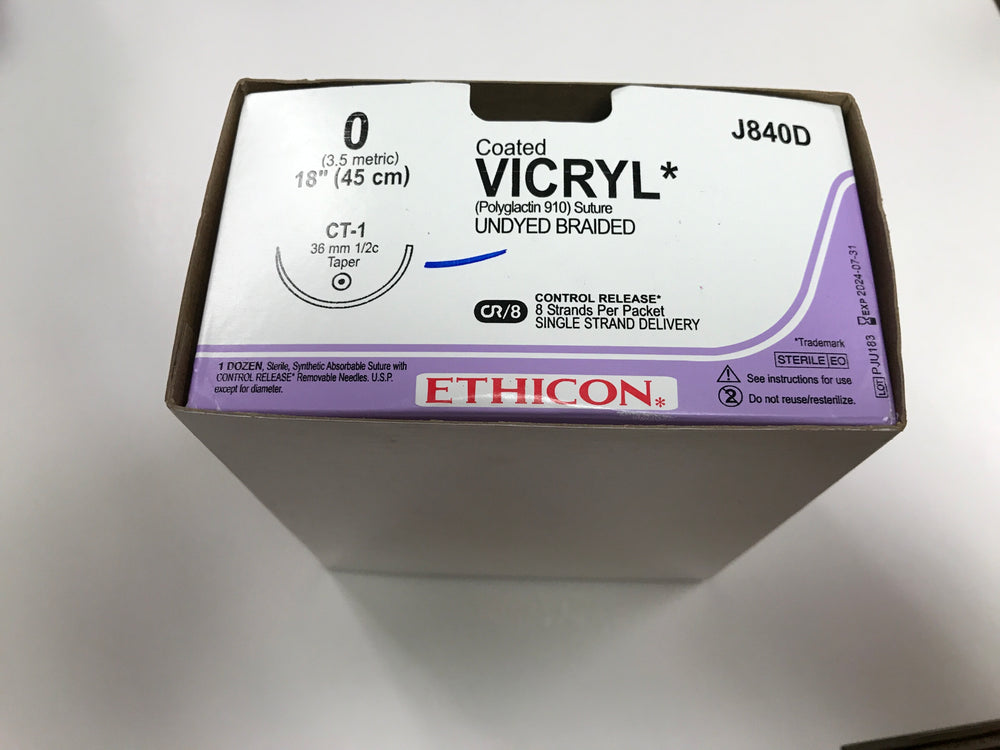 0
(3.5 metric)
18" (45 cm)
CT-1
36 mm 1/2c
Taper
Coated
VICRYL*
(Polyglactin 910) Suture
UNDYED BRAIDED
CR/8
CONTROL RELEASE*
8 Strands Per Packet
SINGLE STRAND DELIVERY
J840D
EXP 2024-07-31
LOT PJU183
*Trademark
STERILE EO
See instructions for use
2
Do not reuse/resterilize.
1 DOZEN, Sterile, Synthetic Absorbable Suture with
CONTROL RELEASE* Removable Needles. U.S.P.
except for diameter.
ETHICON*